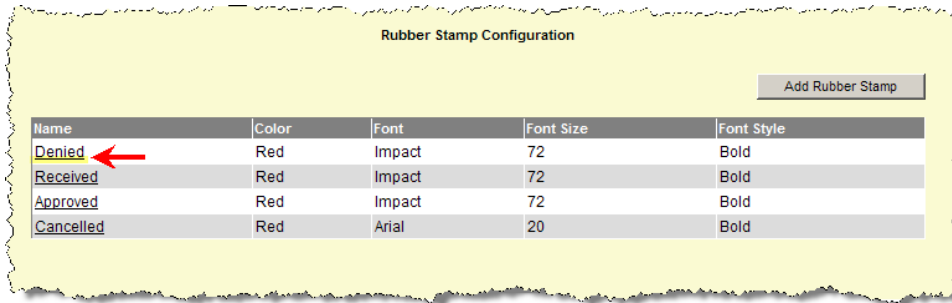 Rubber Stamp Configuration
Add Rubber Stamp
Name Color Font Font Size Font Style
Denied Red Impact 72 Bold
Received Red Impact 72 Bold
Approved Red Impact 72 Bold
Cancelled Red Arial 20 Bold